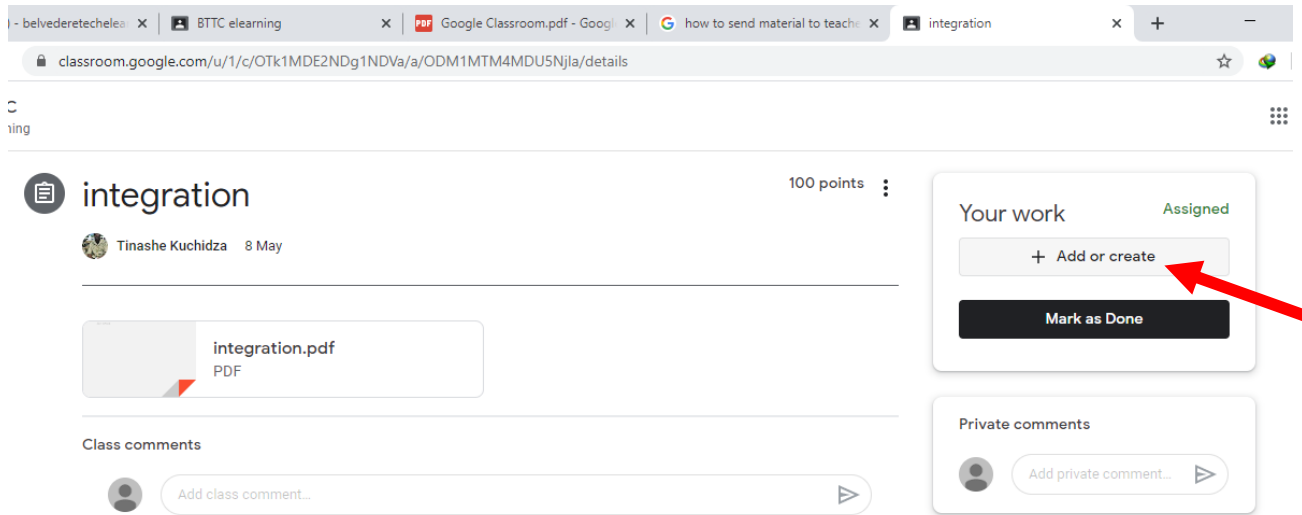 ) - belvederetechelea
BTTC elearning
Google Classroom.pdf - Googl
how to send material to teache
integration
classroom.google.com/u/1/c/OTk1MDE2NDg1NDVa/a/ODM1MTM4MDU5Njla/details
C
ning
integration
100 points
Tinashe Kuchidza 8 May
integration.pdf
PDF
Class comments
Add class comment...
Your work
Assigned
+ Add or create
Mark as Done
Private comments
Add private comment...